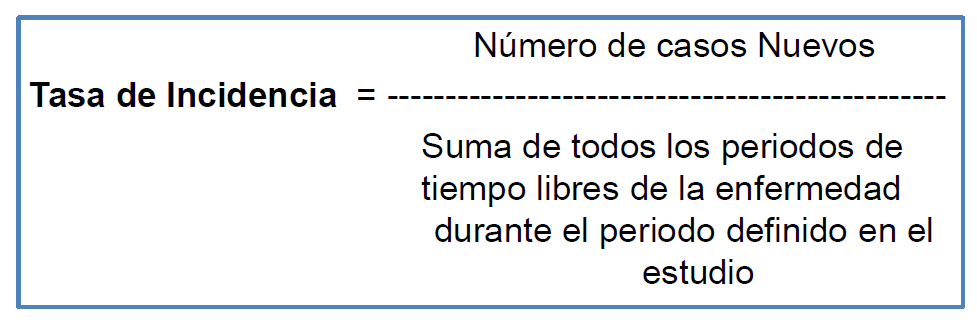 Número de casos Nuevos
Tasa de Incidencia = ------------------------------------------------
Suma de todos los periodos de
tiempo libres de la enfermedad
durante el periodo definido en el
estudio